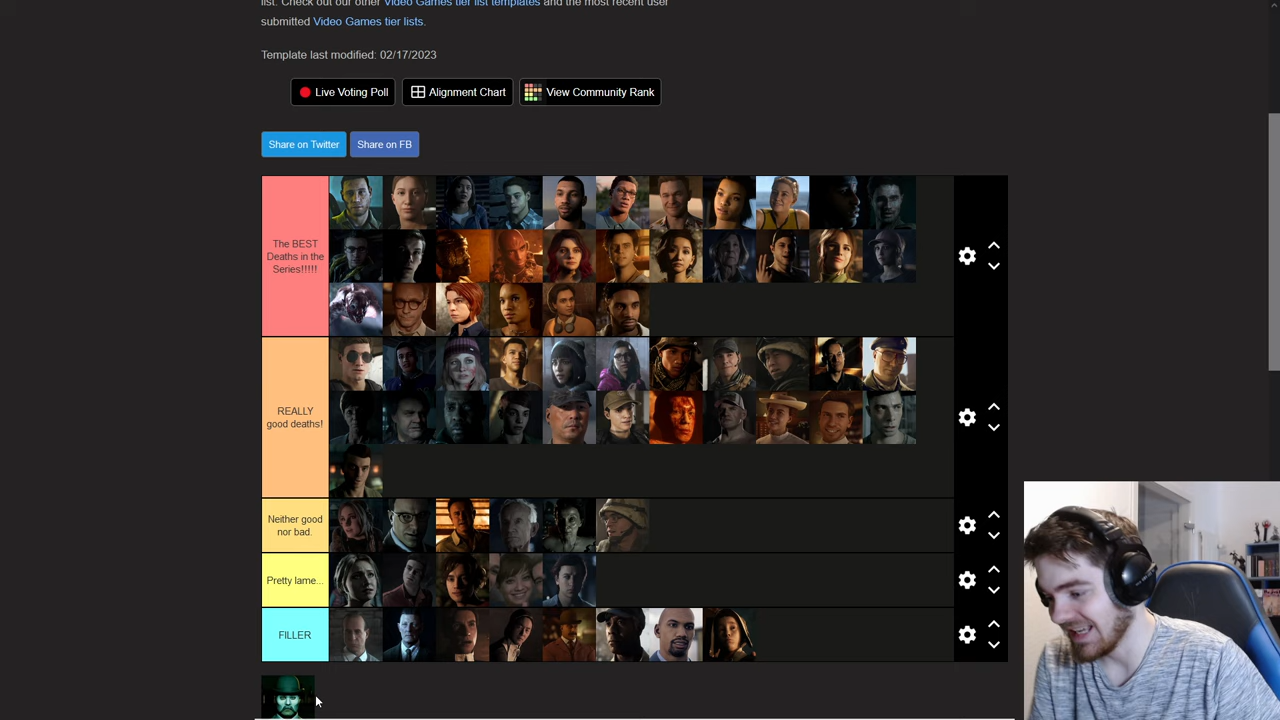 list. Check out our other Video Games tier list templates and the most recent user
submitted Video Games tier lists.
Template last modified: 02/17/2023
Live Voting Poll
Alignment Chart
View Community Rank
Share on Twitter
Share on FB
The BEST
Deaths in the
Series!!!!!
REALLY
good deaths!
Neither good
nor bad.
Pretty lame...
FILLER